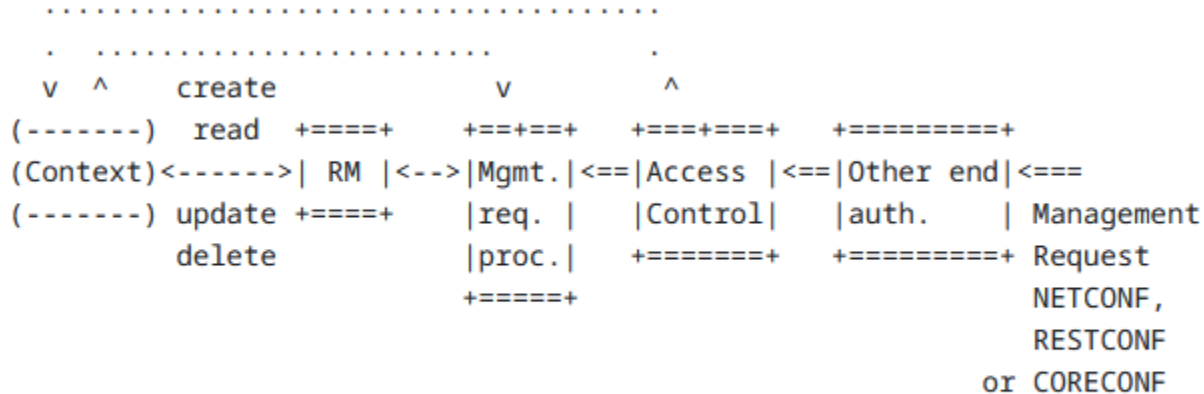 .....................................
  .  ........................         .
  v  ^    create             v         ^
(-------)  read  +====+    +==+==+   +===+===+   +=========+
(Context)<------>| RM |<-->|Mgmt.|<==|Access |<==|Other end|<===
(-------) update +====+    |req. |   |Control|   |auth.    | Management
          delete           |proc.|   +=======+   +=========+ Request
                           +=====+                           NETCONF,
                                                             RESTCONF
                                                          or CORECONF